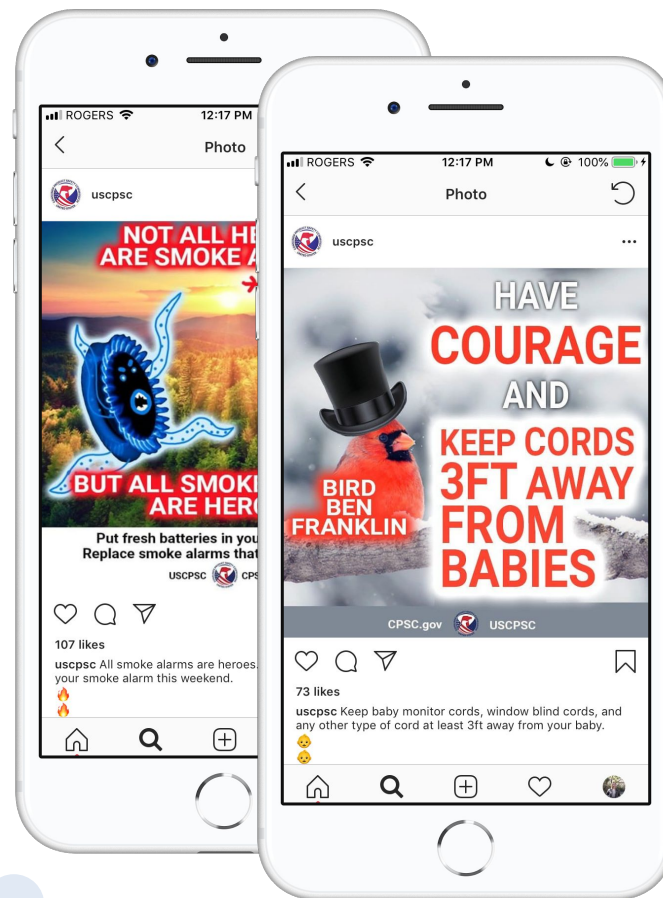 ROGERS 12:17 PM
Photo
uscpsc
NOT ALL HE
ARE SMOKE A
BUT ALL SMOK
ARE HER
Put fresh batteries in you
Replace smoke alarms that
USCPSC CPS
107 likes
uscpsc All smoke alarms are heroes.
your smoke alarm this weekend.
ROGERS 12:17 PM 100%
Photo
uscpsc
HAVE
COURAGE
AND
KEEP CORDS
3FT AWAY
FROM
BABIES
BIRD
BEN
FRANKLIN
CPSC.gov USCPSC
73 likes
uscpsc Keep baby monitor cords, window blind cords, and
any other type of cord at least 3ft away from your baby.